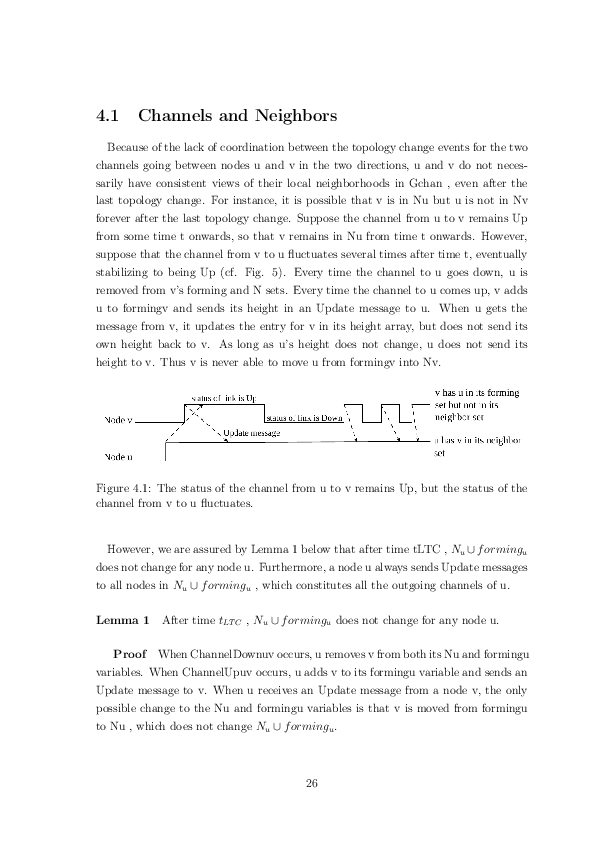 4.1 Channels and Neighbors
Because of the lack of coordination between the topology change events for the two
channels going between nodes u and v in the two directions, u and v do not neces-
sarily have consistent views of their local neighborhoods in Gchan , even after the
last topology change. For instance, it is possible that v is in Nu but u is not in Nv
forever after the last topology change. Suppose the channel from u to v remains Up
from some time t onwards, so that v remains in Nu from time t onwards. However,
suppose that the channel from v to u fluctuates several times after time t, eventually
stabilizing to being Up (cf. Fig. 5). Every time the channel to u goes down, u is
removed from v's forming and N sets. Every time the channel to u comes up, v adds
u to formingv and sends its height in an Update message to u. When u gets the
message from v, it updates the entry for v in its height array, but does not send its
own height back to v. As long as u's height does not change, u does not send its
height to v. Thus v is never able to move u from formingv into Nv.
status of link is Up
v has u in its forming
set but not in its
neighbor set
Node v
status of link is Down
Update message
u has v in its neighbor
set
Node u
Figure 4.1: The status of the channel from u to v remains Up, but the status of the
channel from v to u fluctuates.
However, we are assured by Lemma 1 below that after time tLTC , Nu ∪ formingu
does not change for any node u. Furthermore, a node u always sends Update messages
to all nodes in Nu ∪ formingu , which constitutes all the outgoing channels of u.
Lemma 1 After time tLTC , Nu ∪ formingu does not change for any node u.
Proof When ChannelDownuv occurs, u removes v from both its Nu and formingu
variables. When ChannelUpuv occurs, u adds v to its formingu variable and sends an
Update message to v. When u receives an Update message from a node v, the only
possible change to the Nu and formingu variables is that v is moved from formingu
to Nu , which does not change Nu ∪ formingu.
26